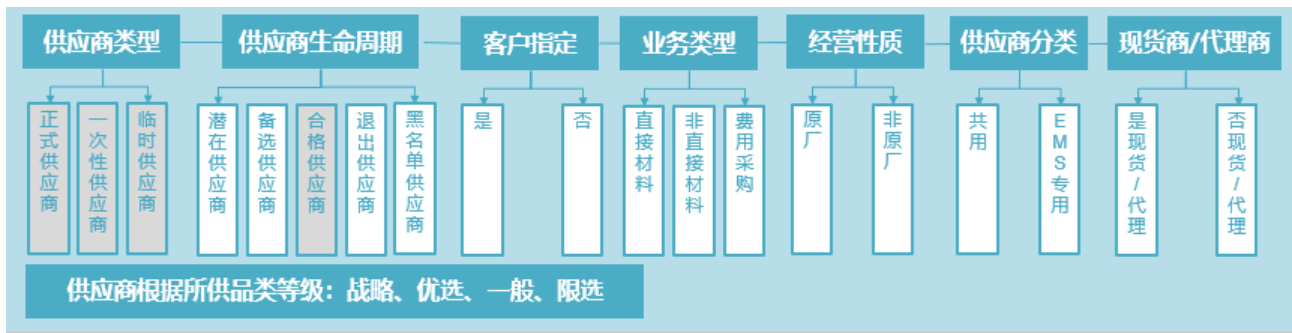 供应商类型
供应商生命周期
客户指定
业务类型
经营性质
供应商分类
现货商/代理商
正式供应商
一次性供应商
临时供应商
潜在供应商
备选供应商
合格供应商
退出供应商
黑名单供应商
是
否
直接材料
非直接材料
费用采购
原厂
非原厂
共用
EMS专用
是现货/代理
否现货/代理
供应商根据所供品类等级：战略、优选、一般、限选